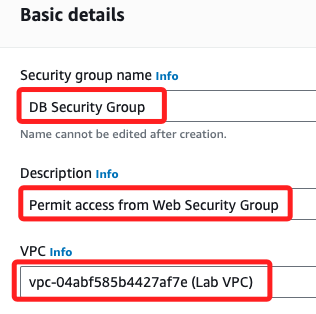 Basic details
Security group name Info
DB Security Group
Name cannot be edited after creation.
Description Info
Permit access from Web Security Group
VPC Info
vpc-04abf585b4427af7e (Lab VPC)